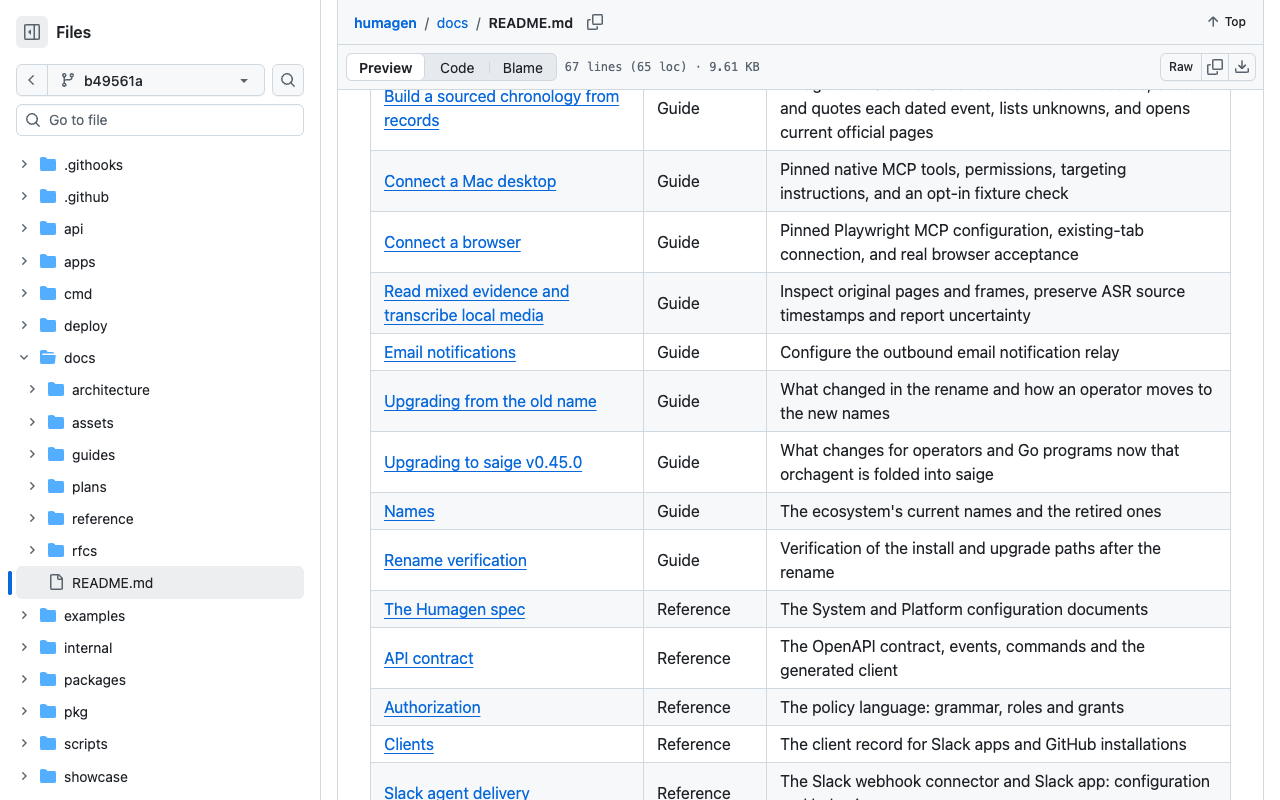 Files
b49561a
Go to file
.githooks
.github
api
apps
cmd
deploy
docs
architecture
assets
guides
plans
reference
rfcs
README.md
examples
internal
packages
pkg
scripts
showcase
humagen / docs / README.md
Top
Preview Code Blame 67 lines (65 loc) · 9.61 KB Raw
Build a sourced chronology from
records
Guide
and quotes each dated event, lists unknowns, and opens
current official pages
Connect a Mac desktop
Guide
Pinned native MCP tools, permissions, targeting
instructions, and an opt-in fixture check
Connect a browser
Guide
Pinned Playwright MCP configuration, existing-tab
connection, and real browser acceptance
Read mixed evidence and
transcribe local media
Guide
Inspect original pages and frames, preserve ASR source
timestamps and report uncertainty
Email notifications
Guide
Configure the outbound email notification relay
Upgrading from the old name
Guide
What changed in the rename and how an operator moves to
the new names
Upgrading to saige v0.45.0
Guide
What changes for operators and Go programs now that
orchagent is folded into saige
Names
Guide
The ecosystem's current names and the retired ones
Rename verification
Guide
Verification of the install and upgrade paths after the
rename
The Humagen spec
Reference
The System and Platform configuration documents
API contract
Reference
The OpenAPI contract, events, commands and the
generated client
Authorization
Reference
The policy language: grammar, roles and grants
Clients
Reference
The client record for Slack apps and GitHub installations
Slack agent delivery
Reference
The Slack webhook connector and Slack app: configuration